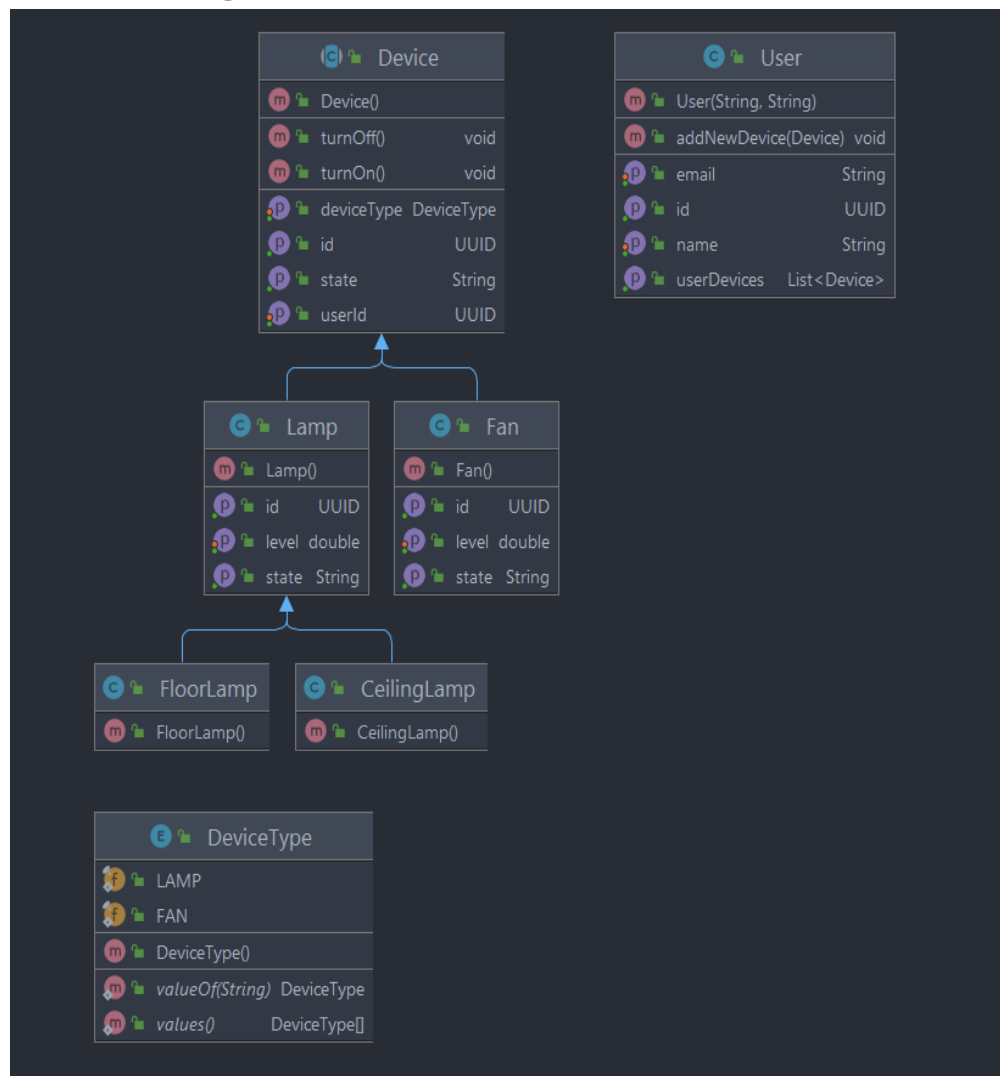 Device
Device()
turnOff() void
turnOn() void
deviceType DeviceType
id UUID
state String
userId UUID
User
User(String, String)
addNewDevice(Device) void
email String
id UUID
name String
userDevices List<Device>
Lamp
Lamp()
id UUID
level double
state String
Fan
Fan()
id UUID
level double
state String
FloorLamp
FloorLamp()
CeilingLamp
CeilingLamp()
DeviceType
LAMP
FAN
DeviceType()
valueOf(String) DeviceType
values() DeviceType[]